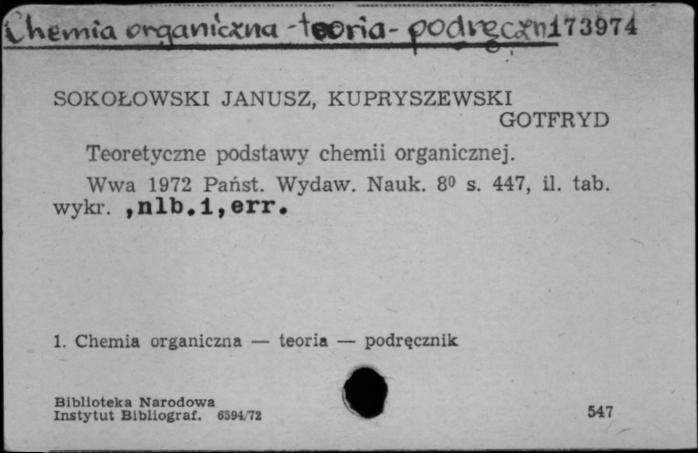 Chemia organiczna - teoria - podręczn 173974
SOKOŁOWSKI JANUSZ, KUPRYSZEWSKI
GOTFRYD
Teoretyczne podstawy chemii organicznej.
Wwa 1972 Państ. Wydaw. Nauk. 8⁰ s. 447, il. tab.
wykr. ,nlb.1,err.
1. Chemia organiczna — teoria — podręcznik
Biblioteka Narodowa
Instytut Bibliograf. 6594/72
547